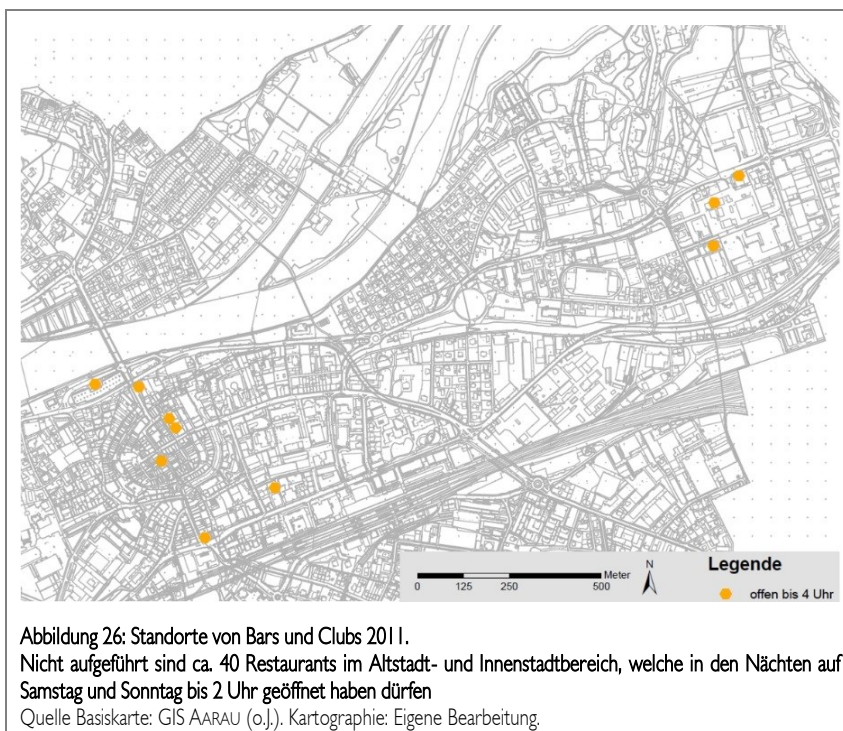 Meter
0 125 250 500
N
Legende
offen bis 4 Uhr
Abbildung 26: Standorte von Bars und Clubs 2011.
Nicht aufgeführt sind ca. 40 Restaurants im Altstadt- und Innenstadtbereich, welche in den Nächten auf
Samstag und Sonntag bis 2 Uhr geöffnet haben dürfen
Quelle Basiskarte: GIS AARAU (o.J.). Kartographie: Eigene Bearbeitung.